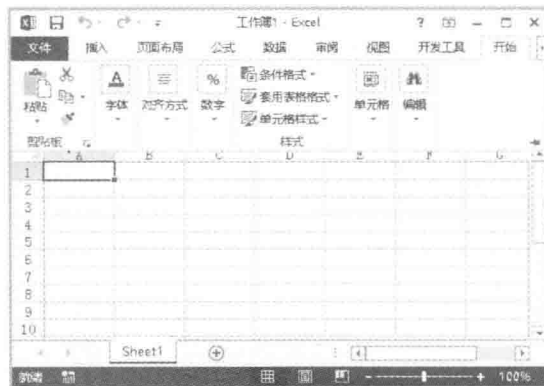 工作簿1 - Excel
?
文件 插入 页面布局 公式 数据 审阅 视图 开发工具 开始
粘贴 字体 对齐方式 % 数字 条件格式 套用表格格式 单元格样式 单元格 编辑
剪贴板 样式
A B C D E F G
1
2
3
4
5
6
7
8
9
10
Sheet1
就绪 100%